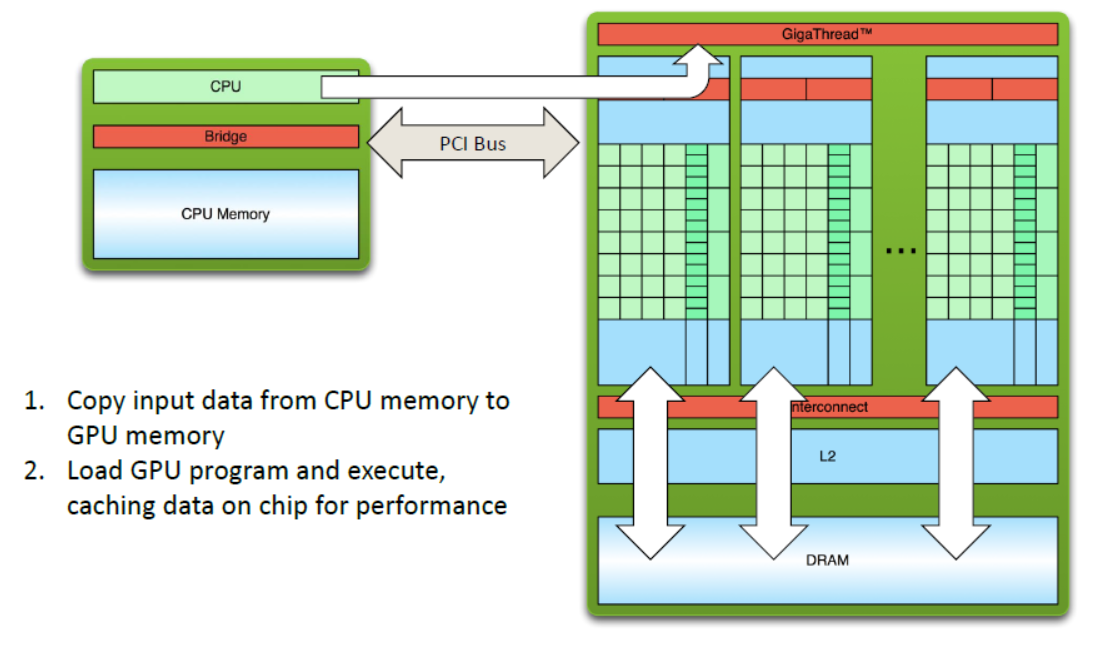 GigaThread™
CPU
Bridge
PCI Bus
CPU Memory
...
1. Copy input data from CPU memory to
GPU memory
2. Load GPU program and execute,
caching data on chip for performance
nterconnect
L2
DRAM